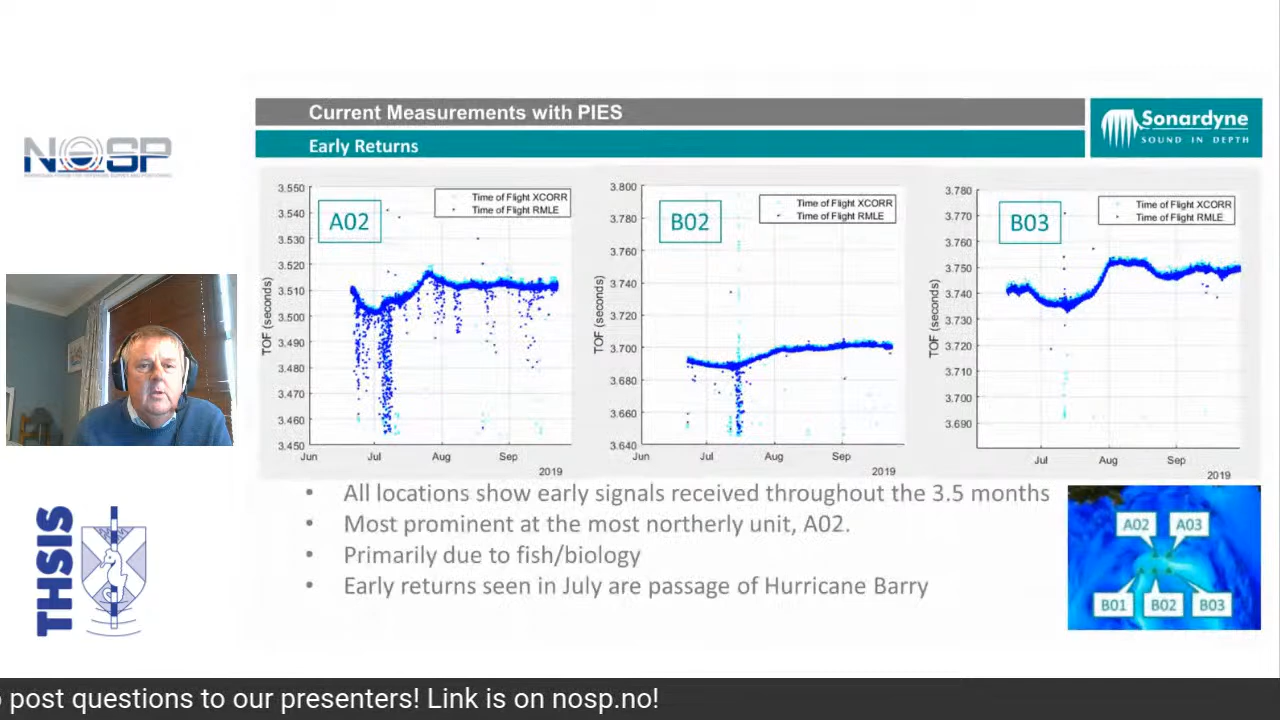 Current Measurements with PIES
Early Returns
Sonardyne
SOUND IN DEPTH
NOSP
THSIS
A02
Time of Flight XCORR
Time of Flight RMLE
TOF (seconds)
3.550
3.540
3.530
3.520
3.510
3.500
3.490
3.480
3.470
3.460
3.450
Jun
Jul
Aug
Sep
2019
B02
Time of Flight XCORR
Time of Flight RMLE
TOF (seconds)
3.800
3.780
3.760
3.740
3.720
3.700
3.680
3.660
3.640
Jun
Jul
Aug
Sep
2019
B03
Time of Flight XCORR
Time of Flight RMLE
TOF (seconds)
3.780
3.770
3.760
3.750
3.740
3.730
3.720
3.710
3.700
3.690
Jul
Aug
Sep
2019
• All locations show early signals received throughout the 3.5 months
• Most prominent at the most northerly unit, A02.
• Primarily due to fish/biology
• Early returns seen in July are passage of Hurricane Barry
A02 A03
B01 B02 B03
post questions to our presenters! Link is on nosp.no!